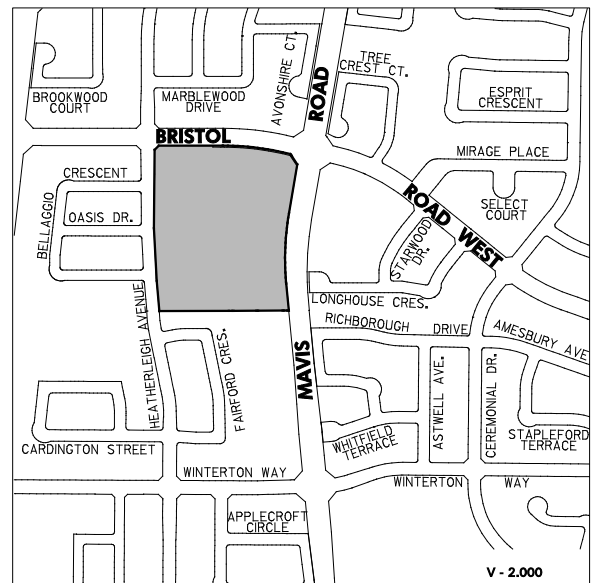 AVONSHIRE CT.
ROAD
TREE
CREST CT.
BROOKWOOD
COURT
MARBLEWOOD
DRIVE
ESPRIT
CRESCENT
BRISTOL
MIRAGE PLACE
CRESCENT
BELLAGGIO
OASIS DR.
ROAD WEST
SELECT
COURT
STARWOOD
DR.
LONGHOUSE CRES.
RICHBOROUGH DRIVE
AMESBURY AVE
HEATHERLEIGH AVENUE
FAIRFORD CRES.
MAVIS
ASTWELL AVE.
CEREMONIAL DR.
CARDINGTON STREET
WHITFIELD
TERRACE
STAPLEFORD
TERRACE
WINTERTON WAY
WINTERTON WAY
APPLECROFT
CIRCLE
V - 2.000